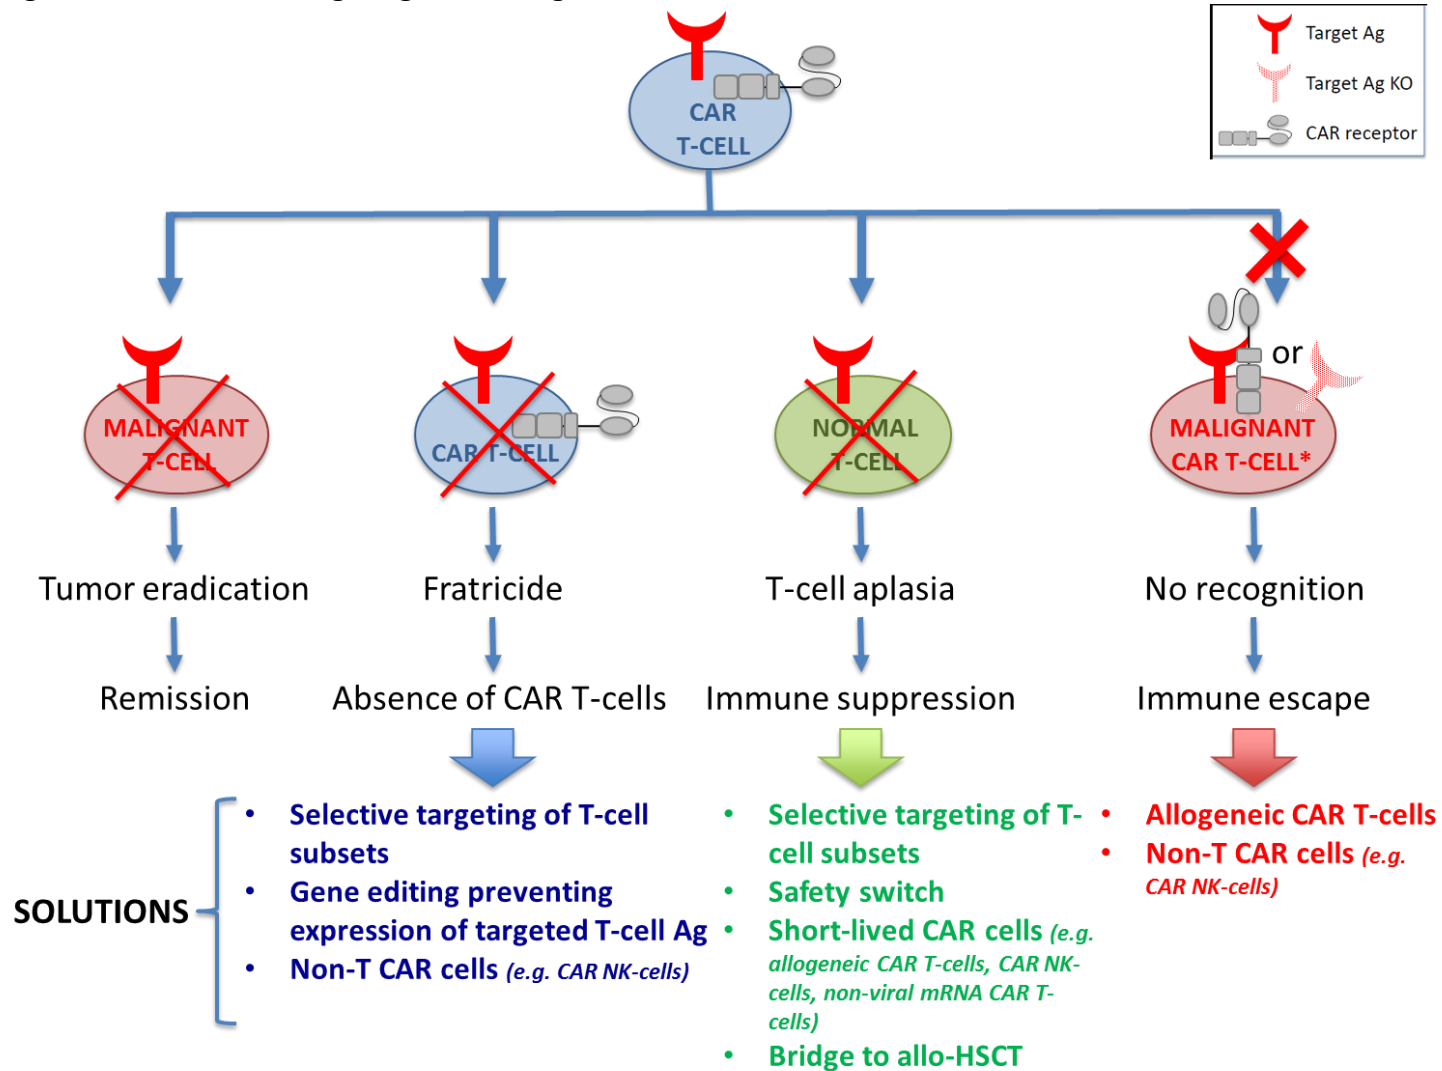 Target Ag
Target Ag KO
CAR receptor
CAR
T-CELL
MALIGNANT
T-CELL
CAR T-CELL
NORMAL
T-CELL
or
MALIGNANT
CAR T-CELL*
Tumor eradication
Fratricide
T-cell aplasia
No recognition
Remission
Absence of CAR T-cells
Immune suppression
Immune escape
SOLUTIONS
• Selective targeting of T-cell
subsets
• Gene editing preventing
expression of targeted T-cell Ag
• Non-T CAR cells (e.g. CAR NK-cells)
• Selective targeting of T-
cell subsets
• Safety switch
• Short-lived CAR cells (e.g.
allogeneic CAR T-cells, CAR NK-
cells, non-viral mRNA CAR T-
cells)
• Bridge to allo-HSCT
• Allogeneic CAR T-cells
• Non-T CAR cells (e.g.
CAR NK-cells)